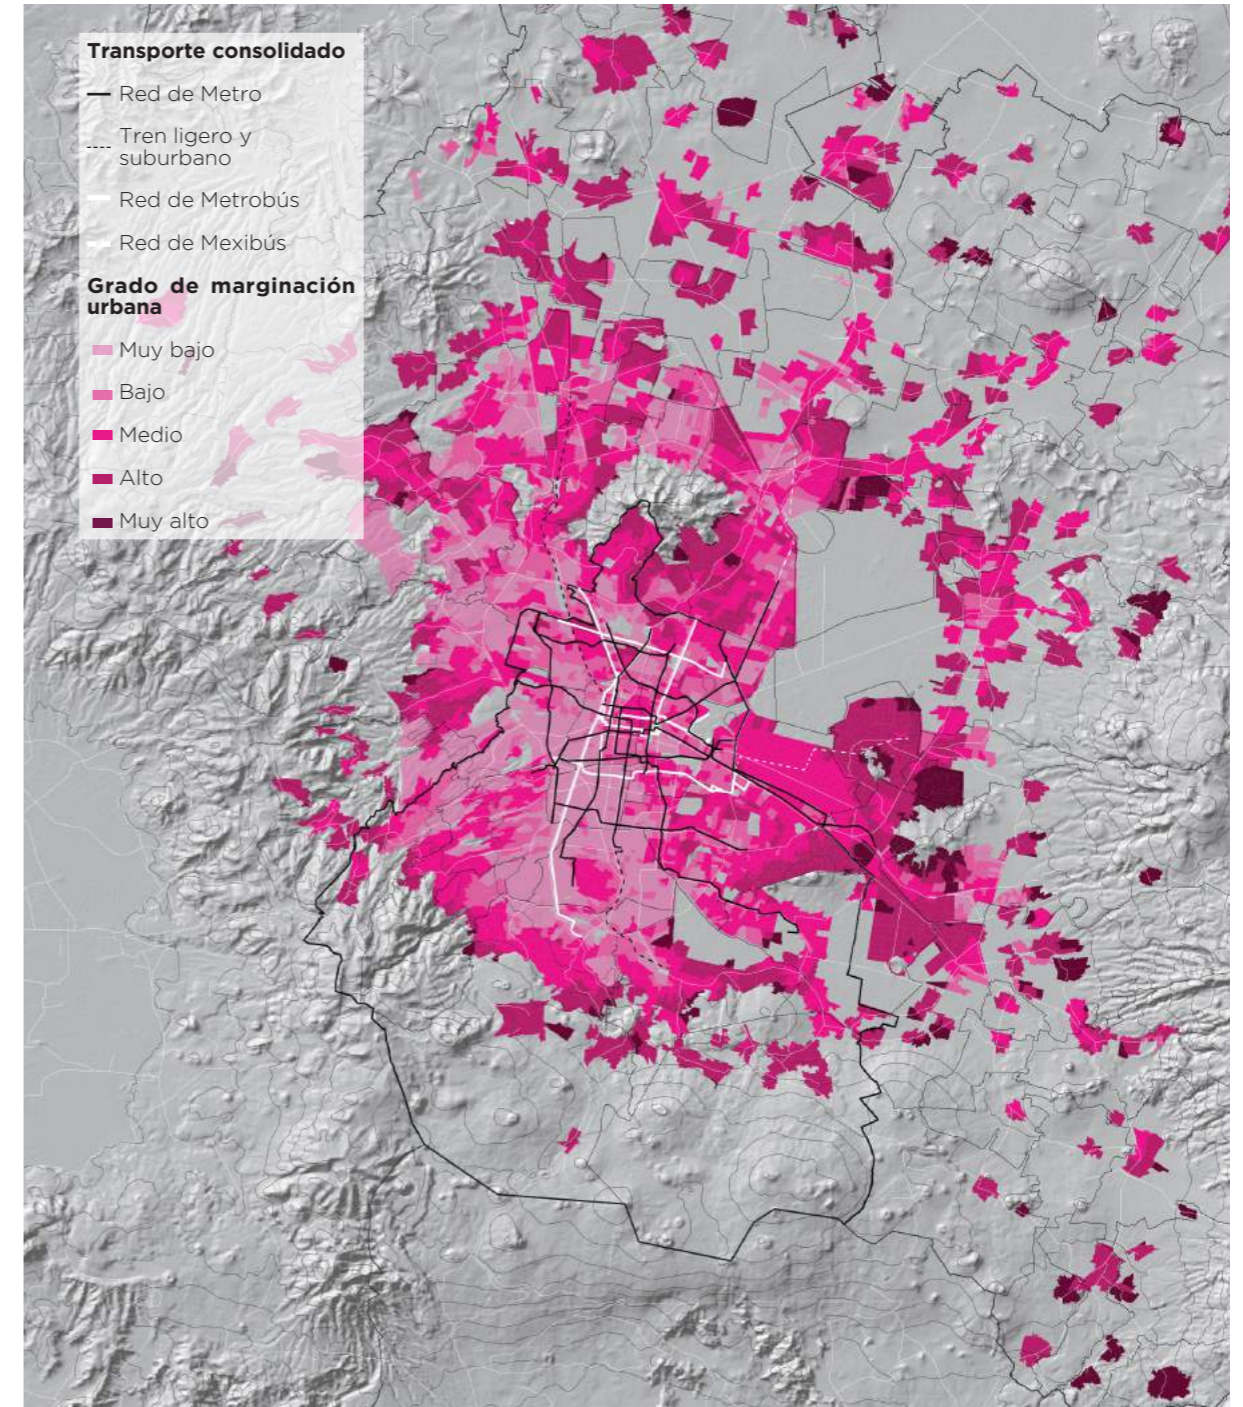 Transporte consolidado
Red de Metro
Tren ligero y
suburbano
Red de Metrobús
Red de Mexibús
Grado de marginación
urbana
Muy bajo
Bajo
Medio
Alto
Muy alto